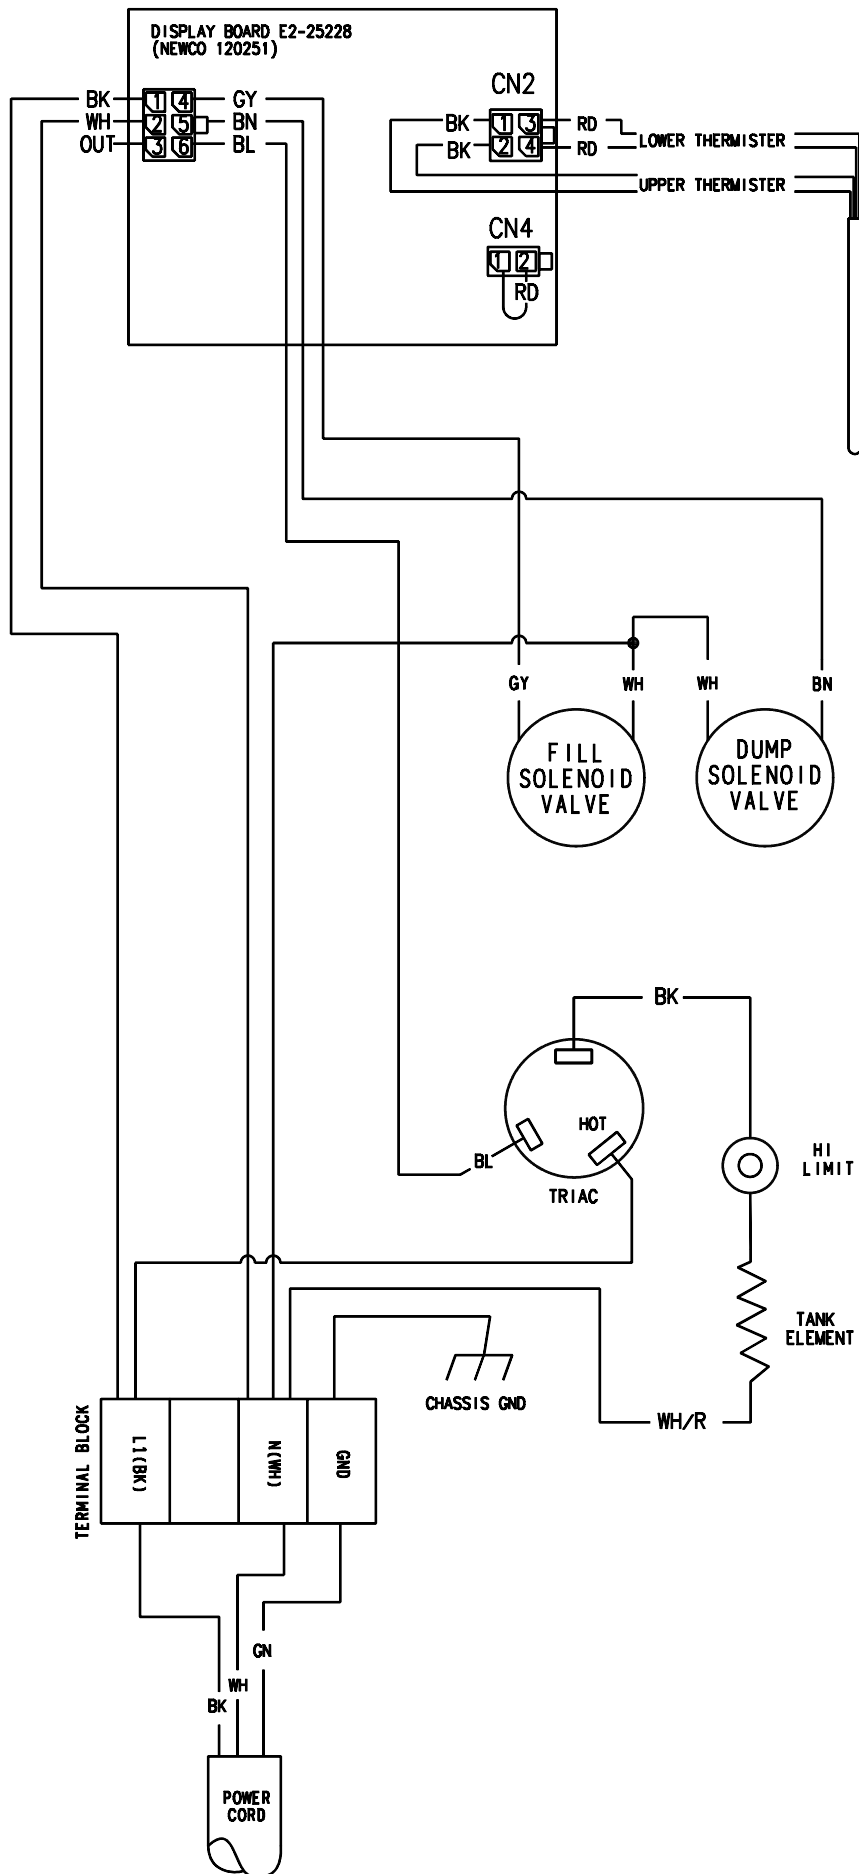 DISPLAY BOARD E2-25228
(NEWCO 120251)
CN2
BK 1 4 GY
WH 2 5 BN
OUT 3 6 BL
BK 1 3 RD
BK 2 4 RD
LOWER THERMISTER
UPPER THERMISTER
CN4
1 2
RD
GY
WH
WH
BN
FILL
SOLENOID
VALVE
DUMP
SOLENOID
VALVE
BK
HOT
BL
TRIAC
HI
LIMIT
TANK
ELEMENT
CHASSIS GND
WH/R
TERMINAL BLOCK
L1(BK)
N(WH)
GND
GN
WH
BK
POWER
CORD